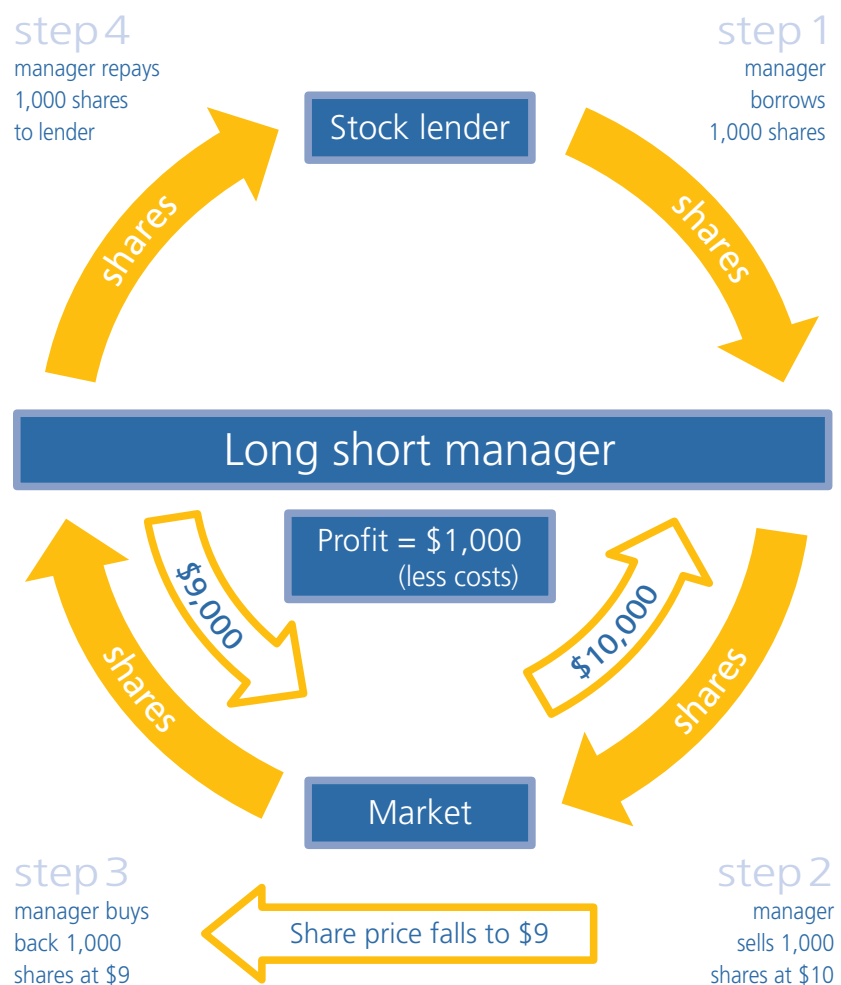 step 4
manager repays
1,000 shares
to lender
step 1
manager
borrows
1,000 shares
Stock lender
shares
shares
Long short manager
Profit = $1,000
(less costs)
$9,000
$10,000
shares
shares
Market
step 3
manager buys
back 1,000
shares at $9
Share price falls to $9
step 2
manager
sells 1,000
shares at $10